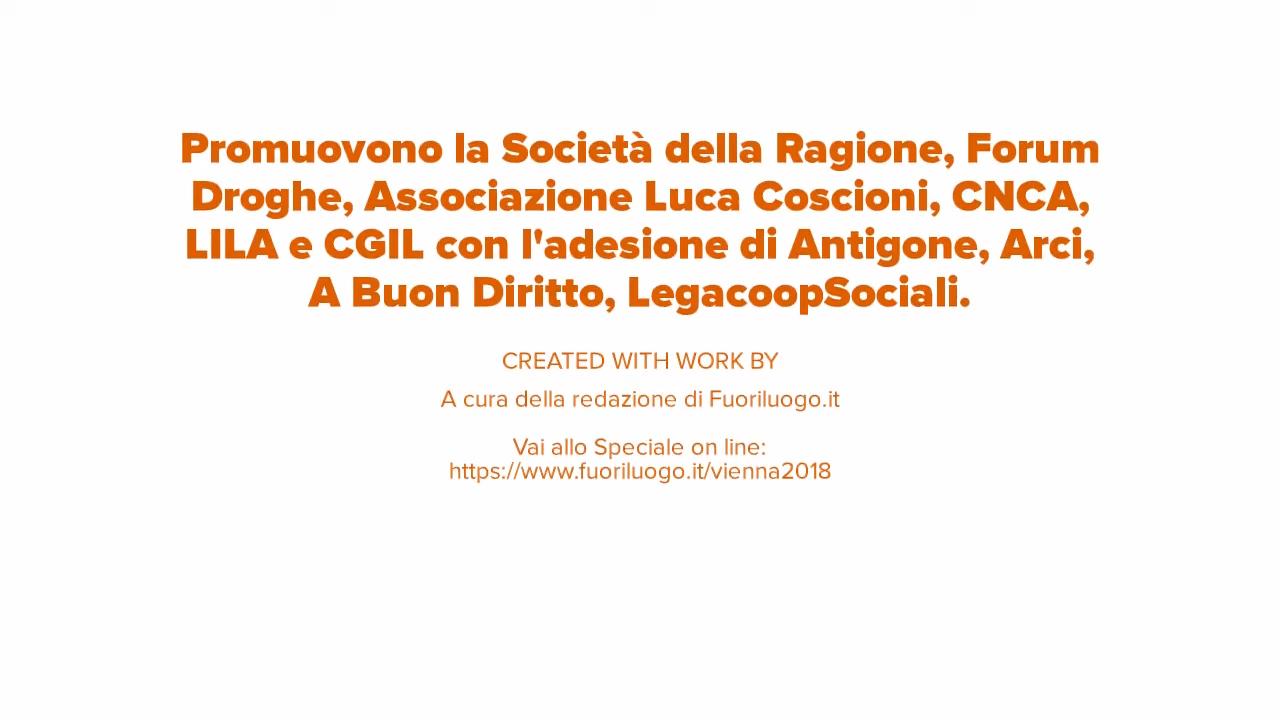 Promuovono la Società della Ragione, Forum
Droghe, Associazione Luca Coscioni, CNCA,
LILA e CGIL con l'adesione di Antigone, Arci,
A Buon Diritto, LegacoopSociali.
CREATED WITH WORK BY
A cura della redazione di Fuoriluogo.it
Vai allo Speciale on line:
https://www.fuoriluogo.it/vienna2018